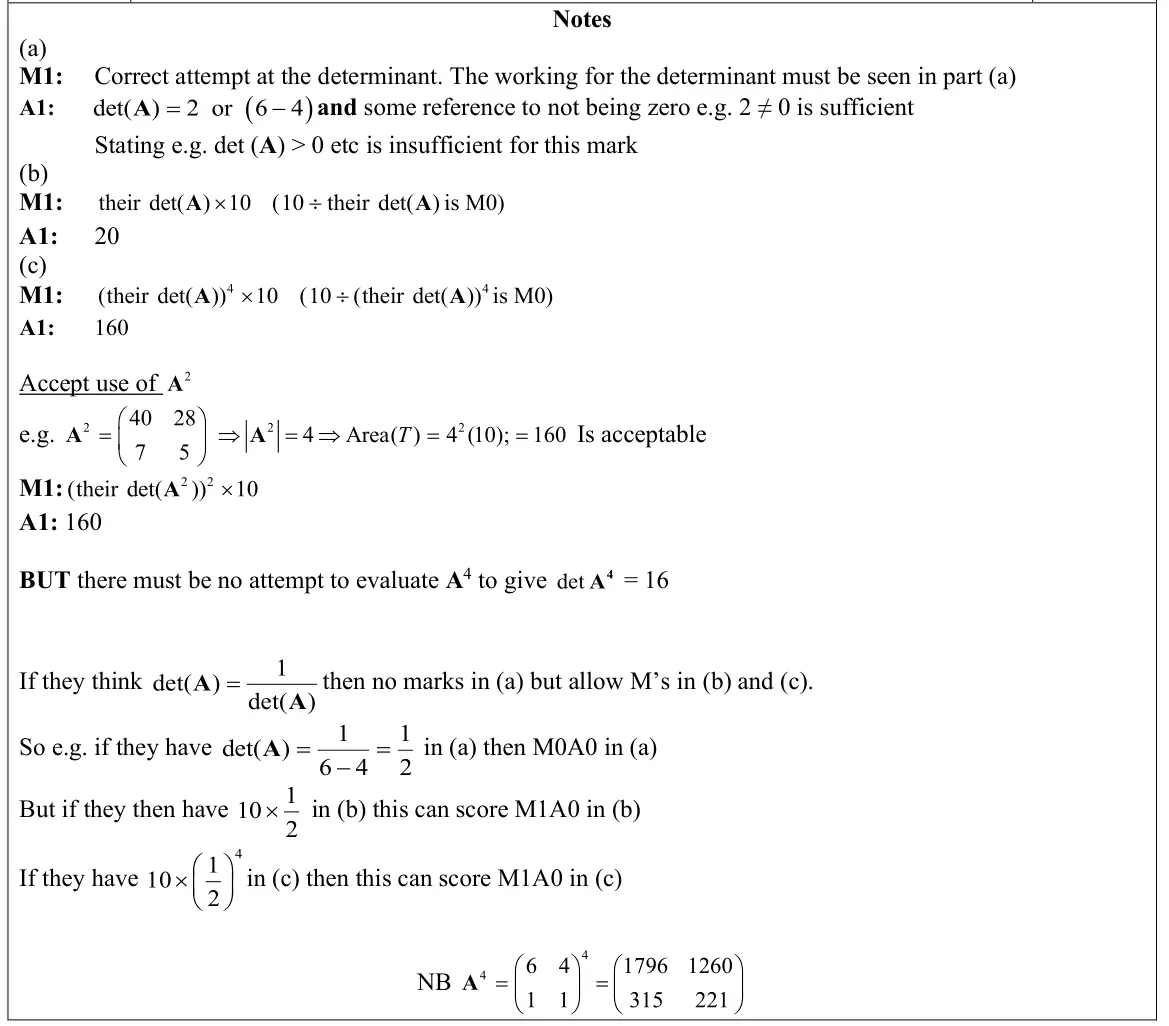 Notes
(a)
M1: Correct attempt at the determinant. The working for the determinant must be seen in part (a)
A1: det(A) = 2 or (6 − 4) and some reference to not being zero e.g. 2 ≠ 0 is sufficient
Stating e.g. det (A) > 0 etc is insufficient for this mark
(b)
M1: their det(A) × 10 (10 ÷ their det(A) is M0)
A1: 20
(c)
M1: (their det(A))⁴ × 10 (10 ÷ (their det(A))⁴ is M0)
A1: 160
Accept use of A²
e.g. A² = (40 28; 7 5) ⇒ |A²| = 4 ⇒ Area(T) = 4²(10); = 160 Is acceptable
M1: (their det(A²))² × 10
A1: 160
BUT there must be no attempt to evaluate A⁴ to give det A⁴ = 16
If they think det(A) = 1/det(A) then no marks in (a) but allow M’s in (b) and (c).
So e.g. if they have det(A) = 1/(6 − 4) = 1/2 in (a) then M0A0 in (a)
But if they then have 10 × 1/2 in (b) this can score M1A0 in (b)
If they have 10 × (1/2)⁴ in (c) then this can score M1A0 in (c)
NB A⁴ = (6 4; 1 1)⁴ = (1796 1260; 315 221)